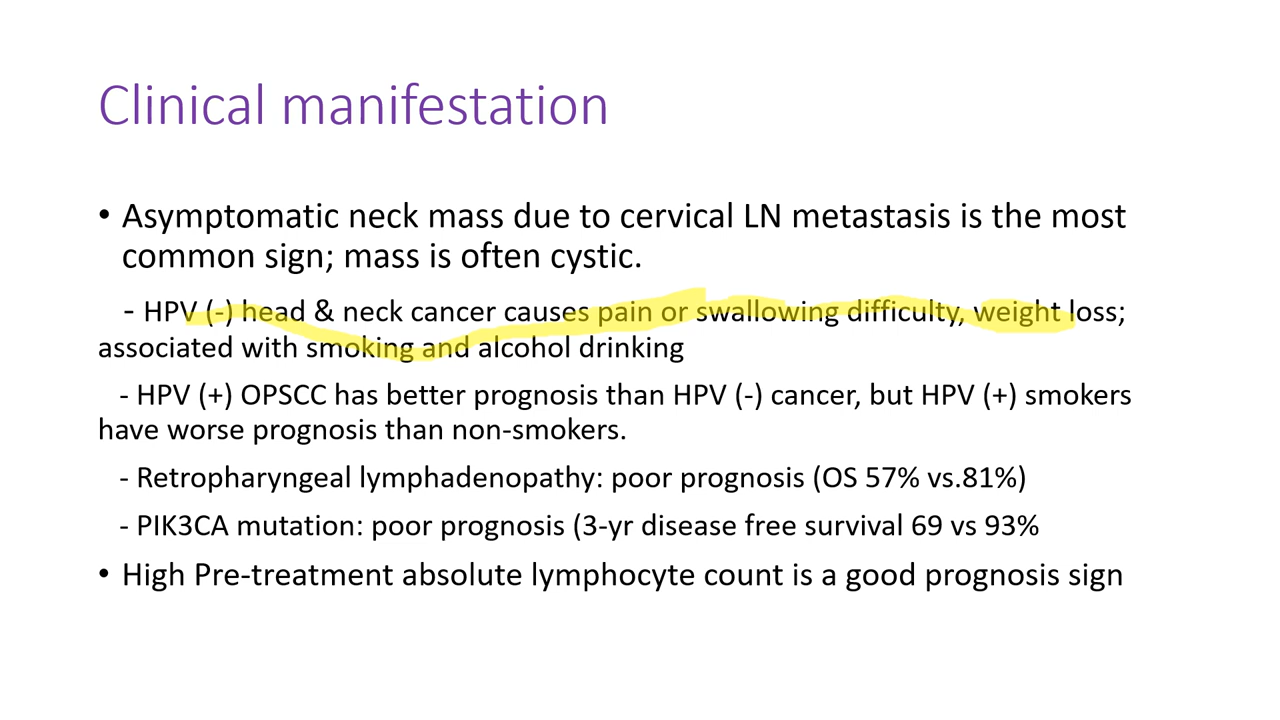 Clinical manifestation
• Asymptomatic neck mass due to cervical LN metastasis is the most
common sign; mass is often cystic.
- HPV (-) head & neck cancer causes pain or swallowing difficulty, weight loss;
associated with smoking and alcohol drinking
- HPV (+) OPSCC has better prognosis than HPV (-) cancer, but HPV (+) smokers
have worse prognosis than non-smokers.
- Retropharyngeal lymphadenopathy: poor prognosis (OS 57% vs.81%)
- PIK3CA mutation: poor prognosis (3-yr disease free survival 69 vs 93%
• High Pre-treatment absolute lymphocyte count is a good prognosis sign